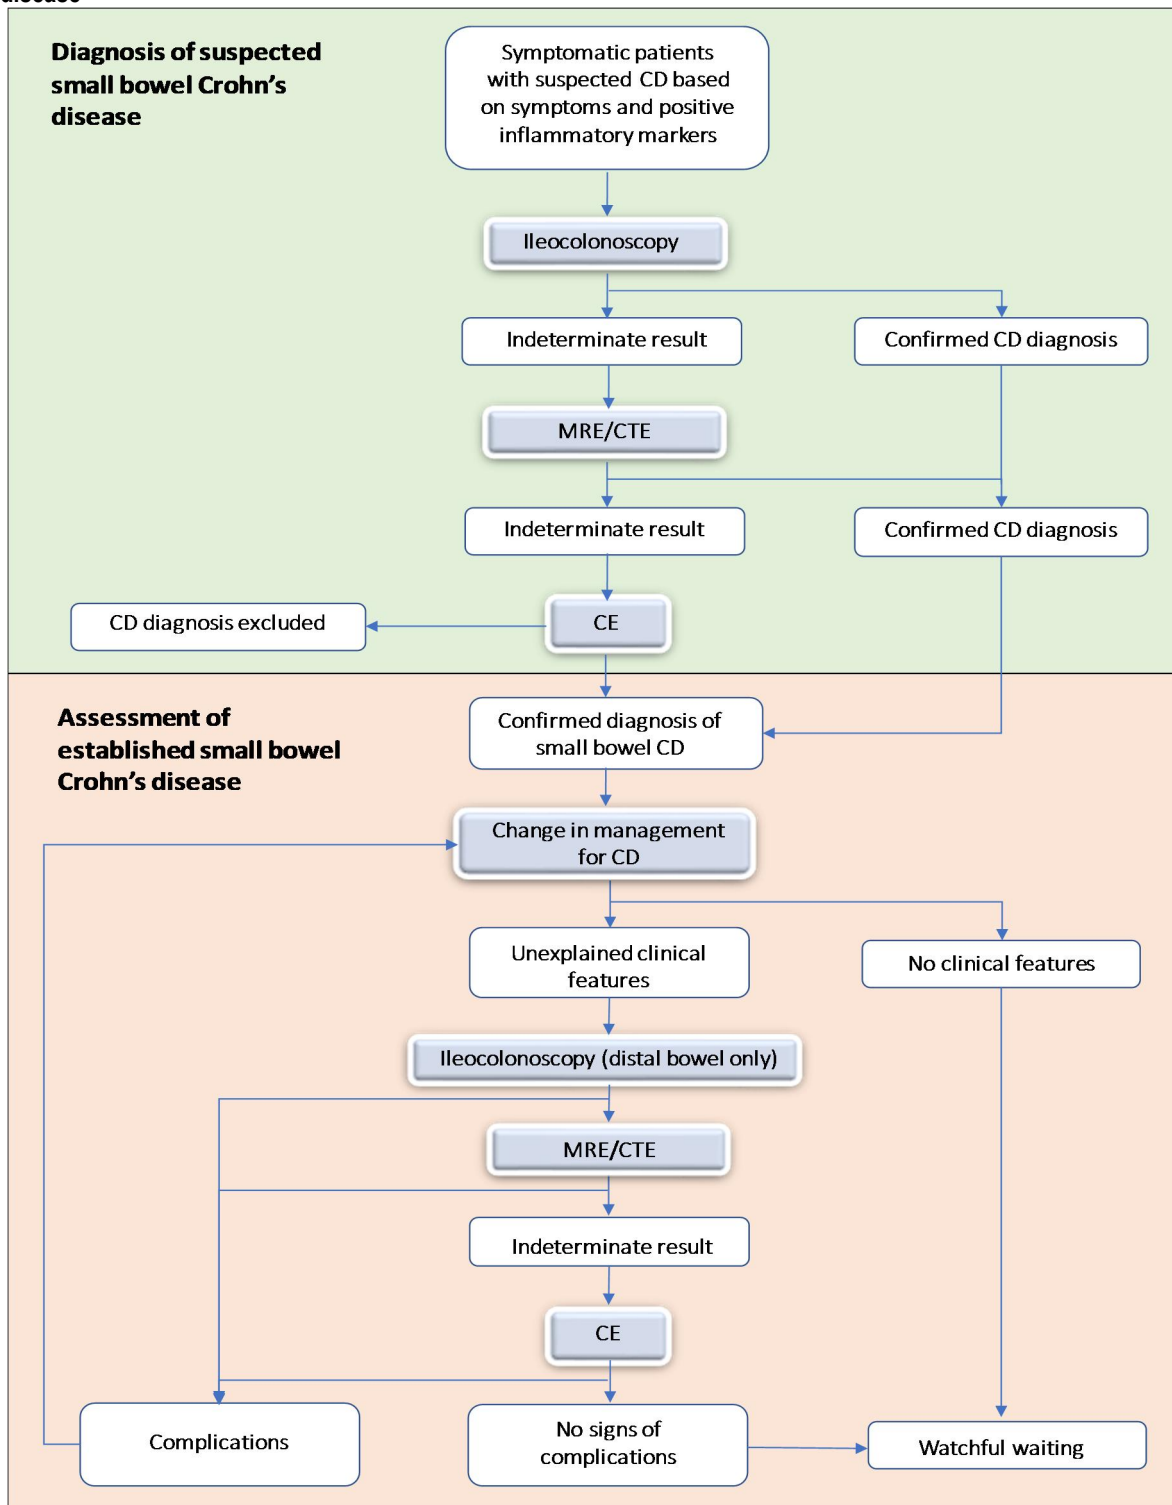 disease
Diagnosis of suspected
small bowel Crohn's
disease
Symptomatic patients
with suspected CD based
on symptoms and positive
inflammatory markers
Ileocolonoscopy
Indeterminate result
Confirmed CD diagnosis
MRE/CTE
Indeterminate result
Confirmed CD diagnosis
CD diagnosis excluded
CE
Assessment of
established small bowel
Crohn's disease
Confirmed diagnosis of
small bowel CD
Change in management
for CD
Unexplained clinical
features
No clinical features
Ileocolonoscopy (distal bowel only)
MRE/CTE
Indeterminate result
CE
Complications
No signs of
complications
Watchful waiting